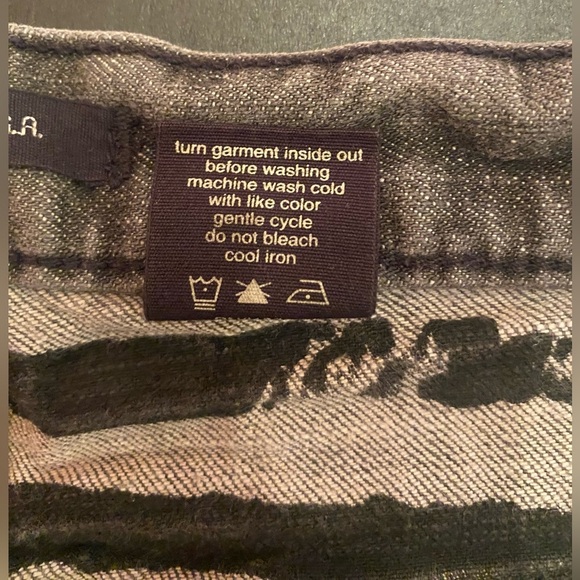 turn garment inside out
before washing
machine wash cold
with like color
gentle cycle
do not bleach
cool iron